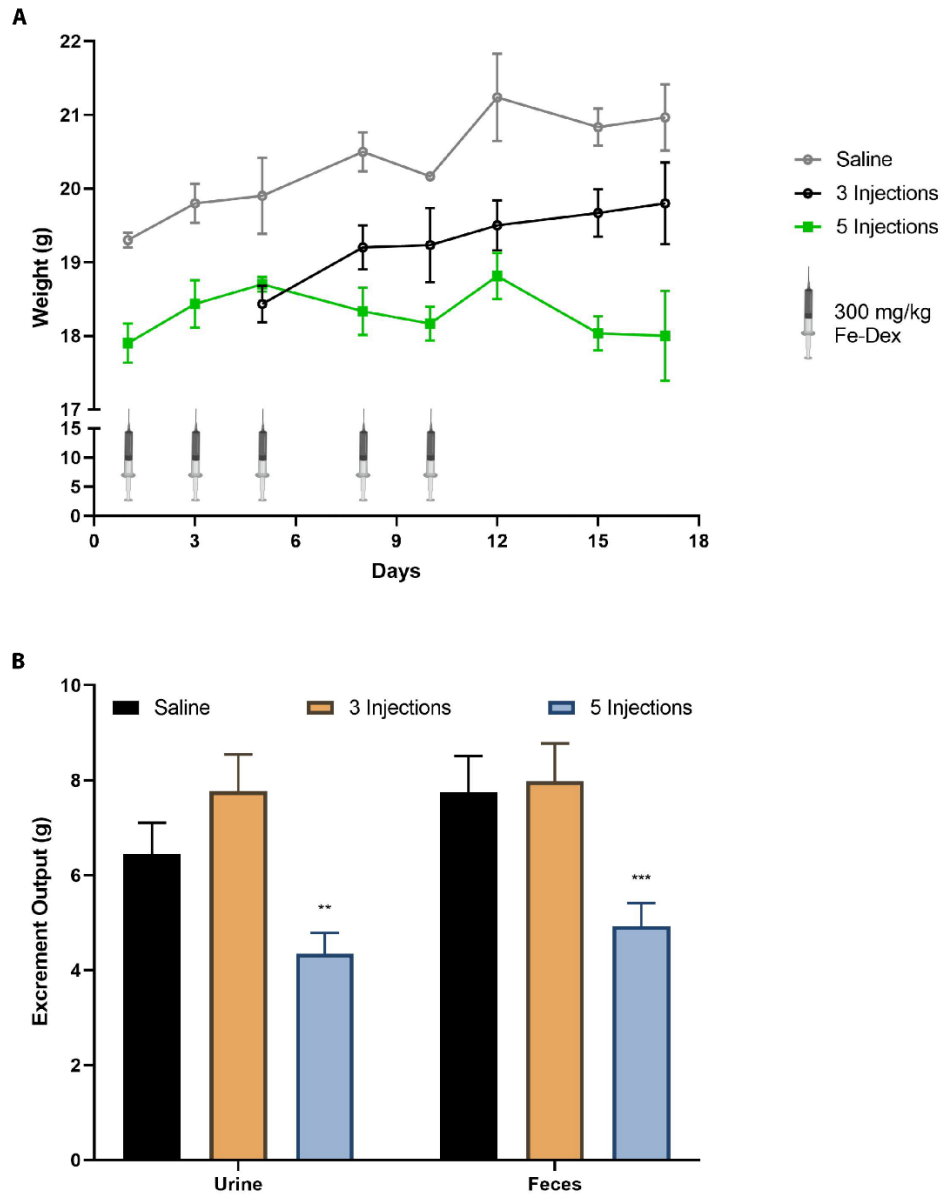 A
22
21
20
19
18
17
15
10
5
0
Weight (g)
0 3 6 9 12 15 18
Days
Saline
3 Injections
5 Injections
300 mg/kg
Fe-Dex
B
10
8
6
4
2
0
Excrement Output (g)
Saline 3 Injections 5 Injections
** ***
Urine Feces